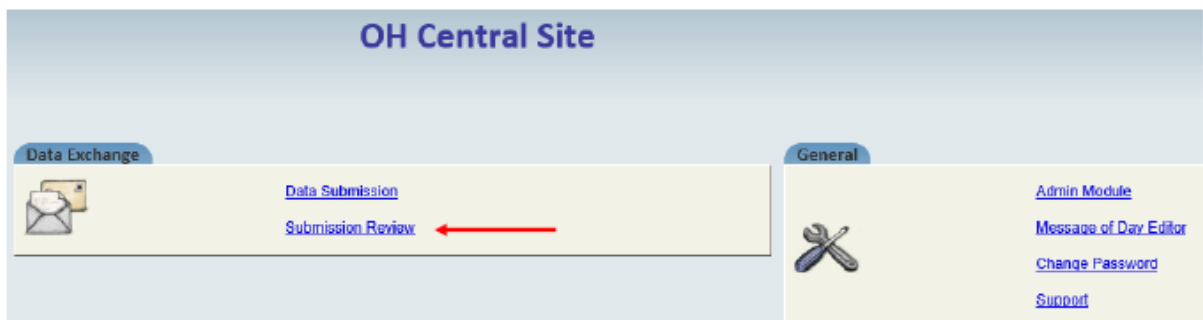 OH Central Site
Data Exchange
Data Submission
Submission Review
General
Admin Module
Message of Day Editor
Change Password
Support